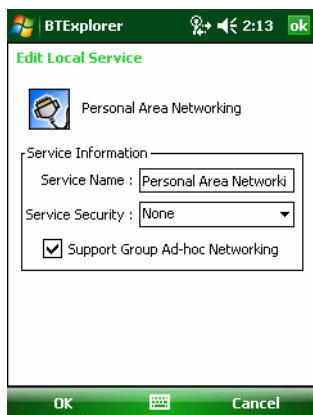 BTExplorer 2:13 ok
Edit Local Service
Personal Area Networking
Service Information
Service Name : Personal Area Networki
Service Security : None
Support Group Ad-hoc Networking
OK Cancel